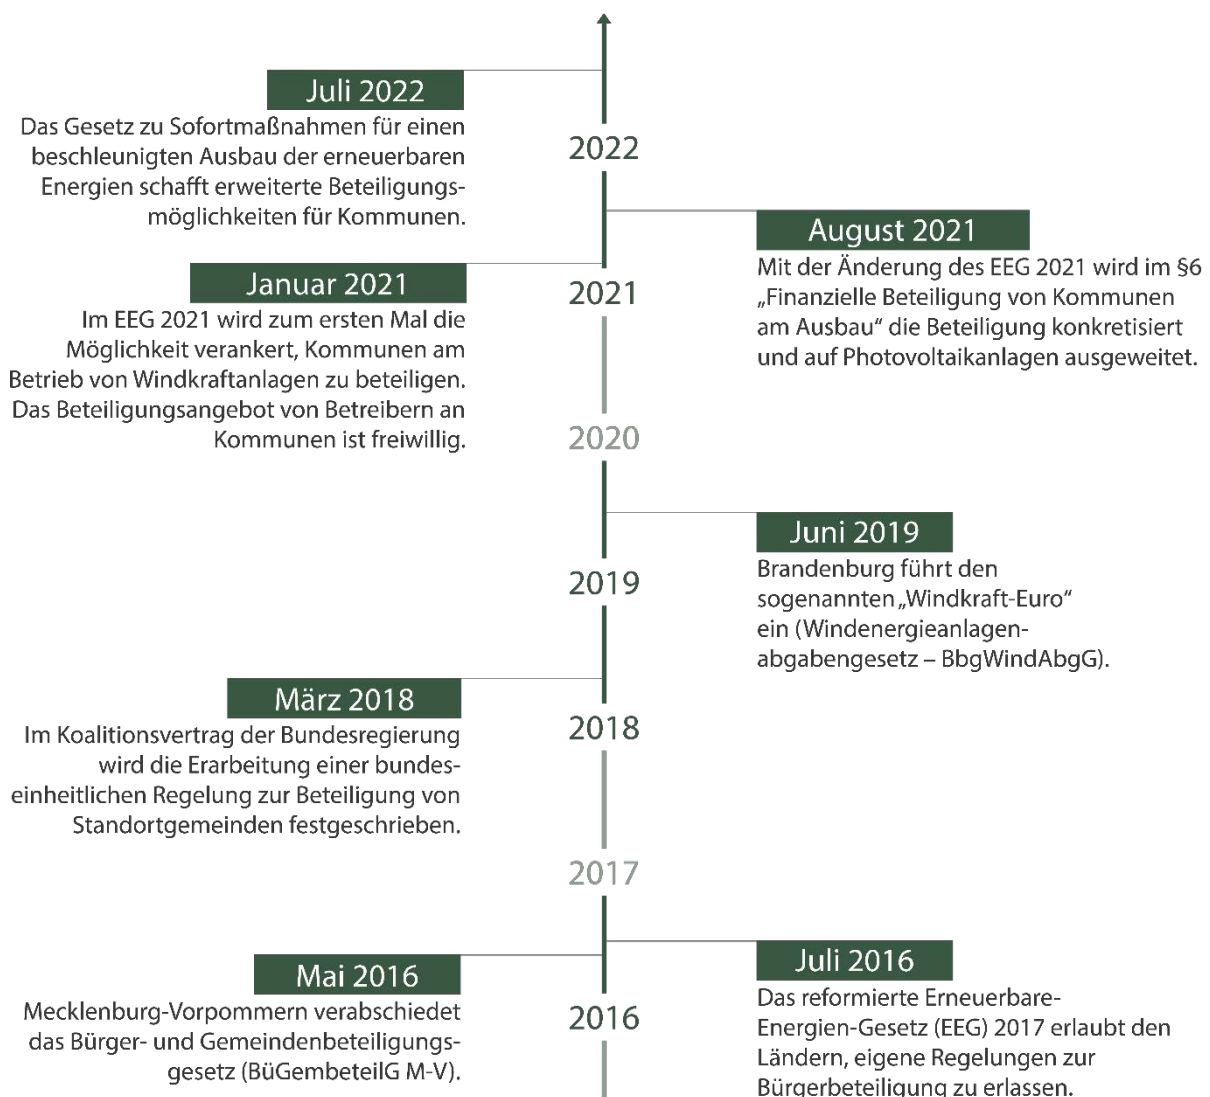 Juli 2022
Das Gesetz zu Sofortmaßnahmen für einen
beschleunigten Ausbau der erneuerbaren
Energien schafft erweiterte Beteiligungs-
möglichkeiten für Kommunen.
2022
August 2021
Mit der Änderung des EEG 2021 wird im §6
„Finanzielle Beteiligung von Kommunen
am Ausbau“ die Beteiligung konkretisiert
und auf Photovoltaikanlagen ausgeweitet.
Januar 2021
Im EEG 2021 wird zum ersten Mal die
Möglichkeit verankert, Kommunen am
Betrieb von Windkraftanlagen zu beteiligen.
Das Beteiligungsangebot von Betreibern an
Kommunen ist freiwillig.
2021
2020
Juni 2019
Brandenburg führt den
sogenannten „Windkraft-Euro“
ein (Windenergieanlagen-
abgabengesetz – BbgWindAbgG).
2019
März 2018
Im Koalitionsvertrag der Bundesregierung
wird die Erarbeitung einer bundes-
einheitlichen Regelung zur Beteiligung von
Standortgemeinden festgeschrieben.
2018
2017
Juli 2016
Das reformierte Erneuerbare-
Energien-Gesetz (EEG) 2017 erlaubt den
Ländern, eigene Regelungen zur
Bürgerbeteiligung zu erlassen.
Mai 2016
Mecklenburg-Vorpommern verabschiedet
das Bürger- und Gemeindenbeteiligungs-
gesetz (BüGembeteilG M-V).
2016